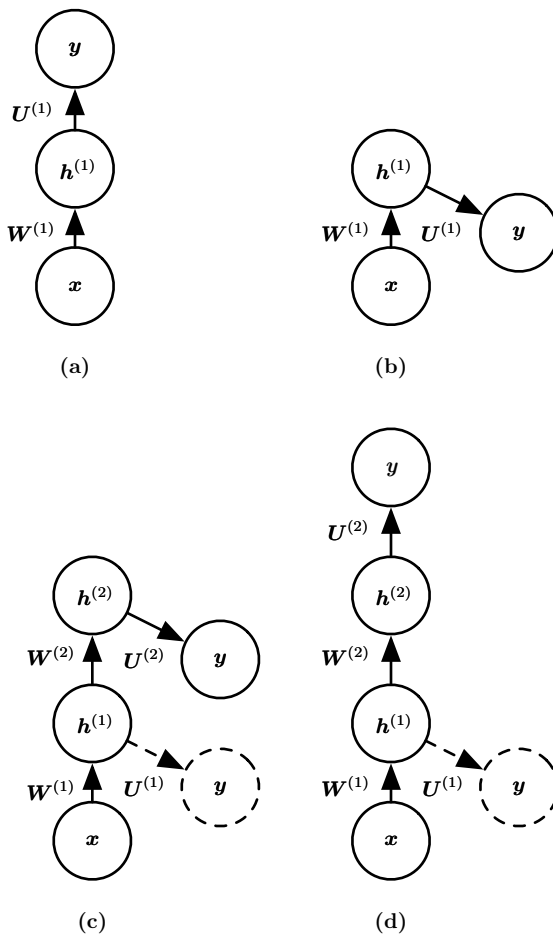 y
U^{(1)}
h^{(1)}
W^{(1)}
x
(a)
h^{(1)}
W^{(1)}
U^{(1)}
y
x
(b)
h^{(2)}
W^{(2)}
U^{(2)}
y
h^{(1)}
W^{(1)}
U^{(1)}
y
x
(c)
y
U^{(2)}
h^{(2)}
W^{(2)}
h^{(1)}
W^{(1)}
U^{(1)}
y
x
(d)